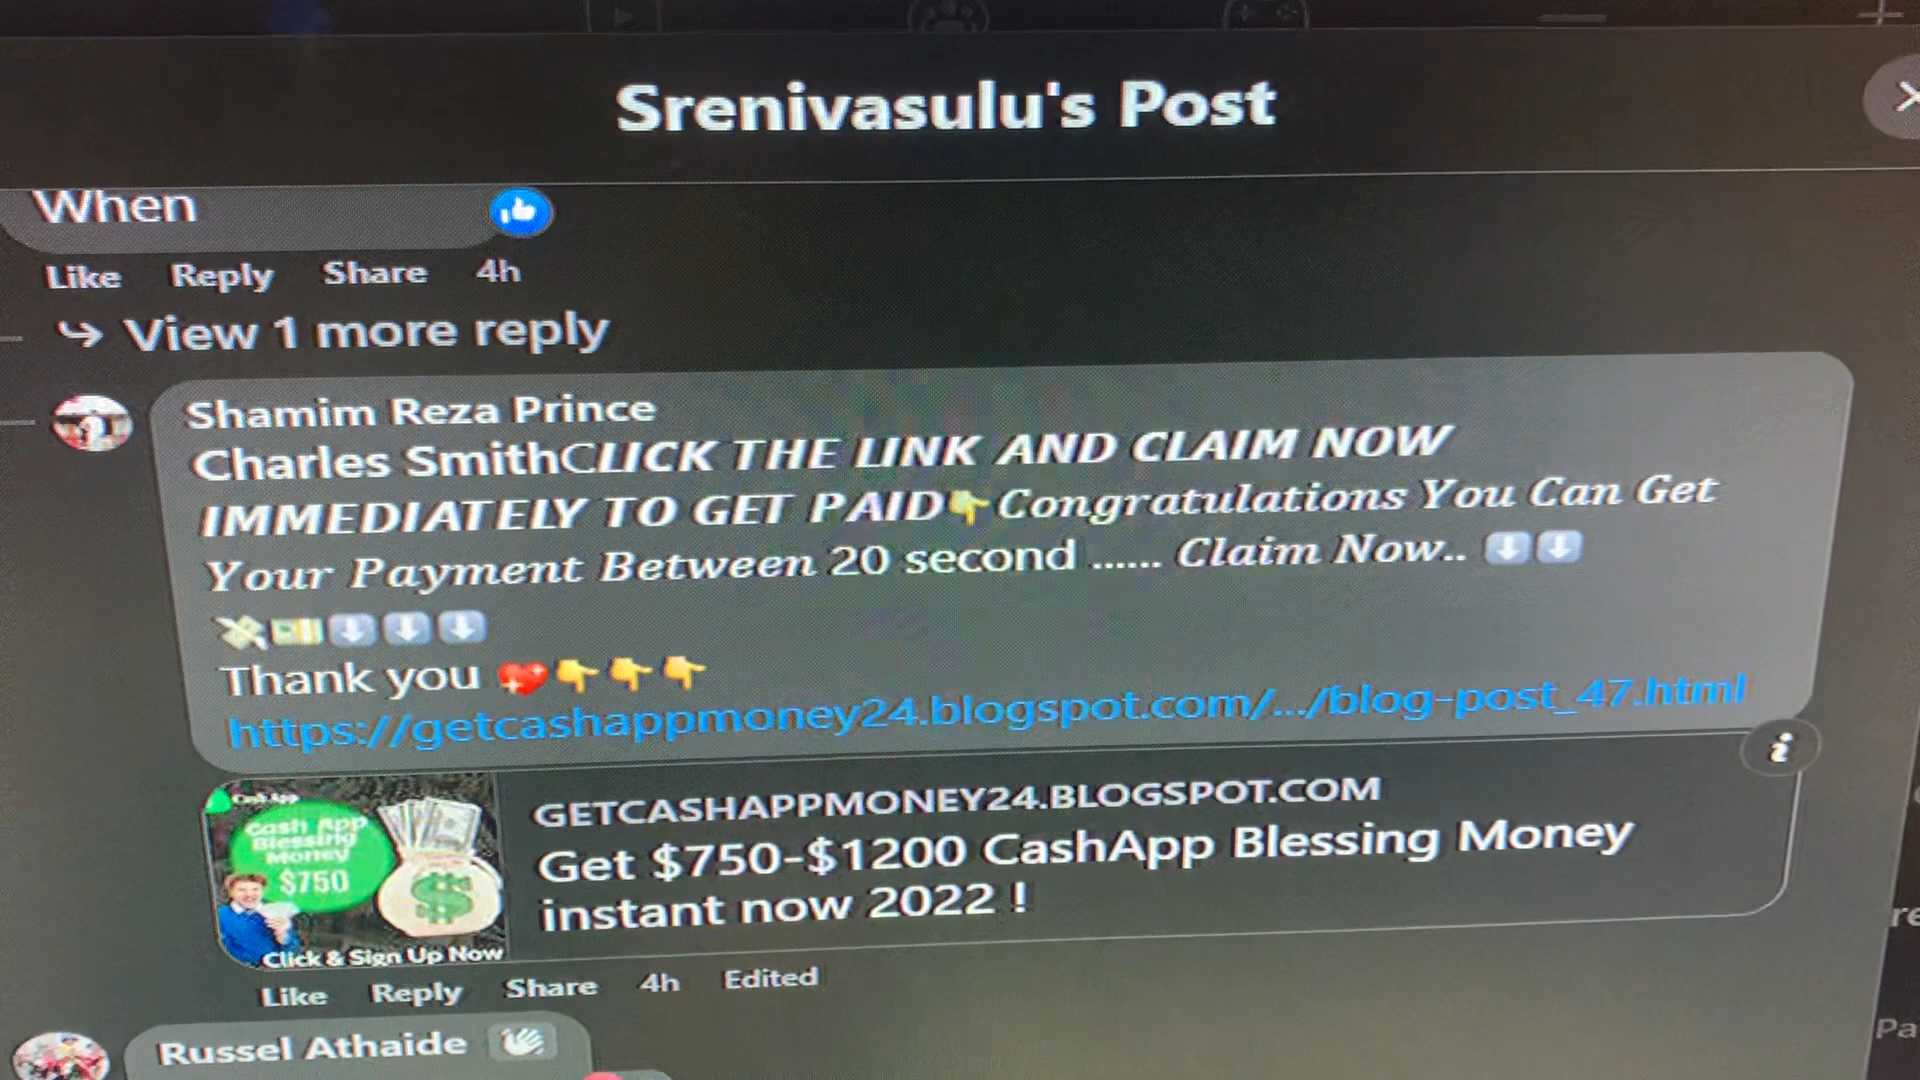 Srenivasulu's Post
When
Like Reply Share 4h
View 1 more reply
Shamim Reza Prince
Charles SmithCLICK THE LINK AND CLAIM NOW
IMMEDIATELY TO GET PAID👇Congratulations You Can Get
Your Payment Between 20 second ...... Claim Now.. ⬇️⬇️
💸💵⬇️⬇️⬇️
Thank you 💖👇👇👇
https://getcashappmoney24.blogspot.com/.../blog-post_47.html
Cash App
Cash App
Blessing
Money
$750
Click & Sign Up Now
GETCASHAPPMONEY24.BLOGSPOT.COM
Get $750-$1200 CashApp Blessing Money
instant now 2022 !
Like Reply Share 4h Edited
Russel Athaide 👋